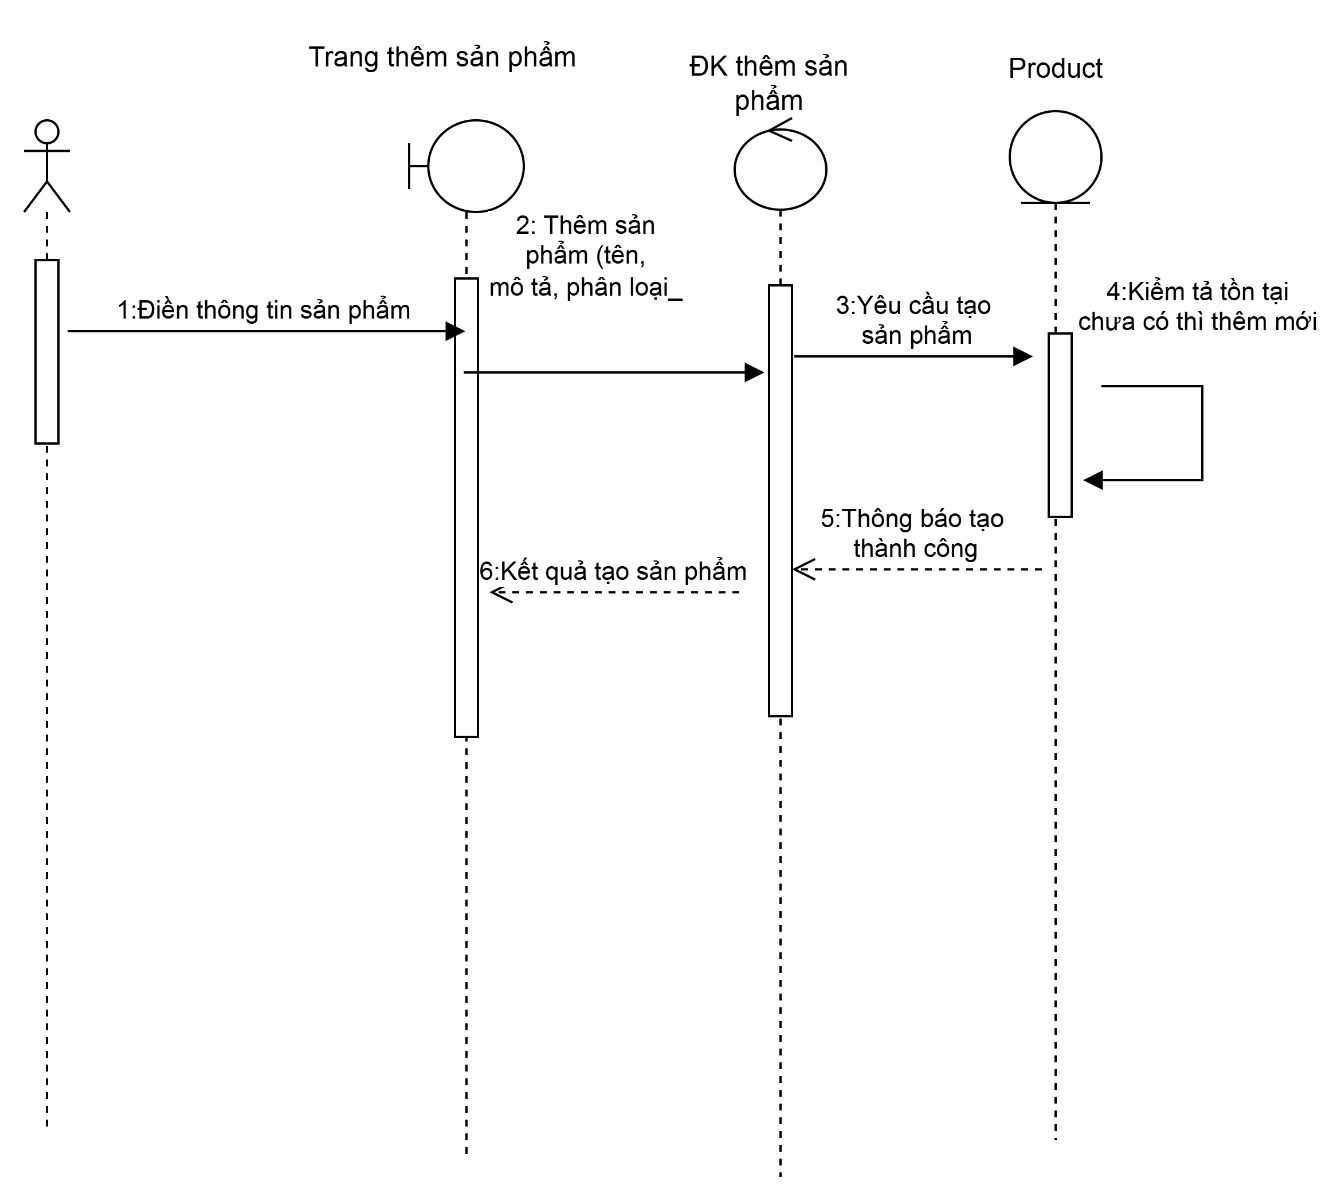 Trang thêm sản phẩm
ĐK thêm sản
phẩm
Product
2: Thêm sản
phẩm (tên,
mô tả, phân loại_
1:Điền thông tin sản phẩm
3:Yêu cầu tạo
sản phẩm
4:Kiểm tả tồn tại
chưa có thì thêm mới
5:Thông báo tạo
thành công
6:Kết quả tạo sản phẩm